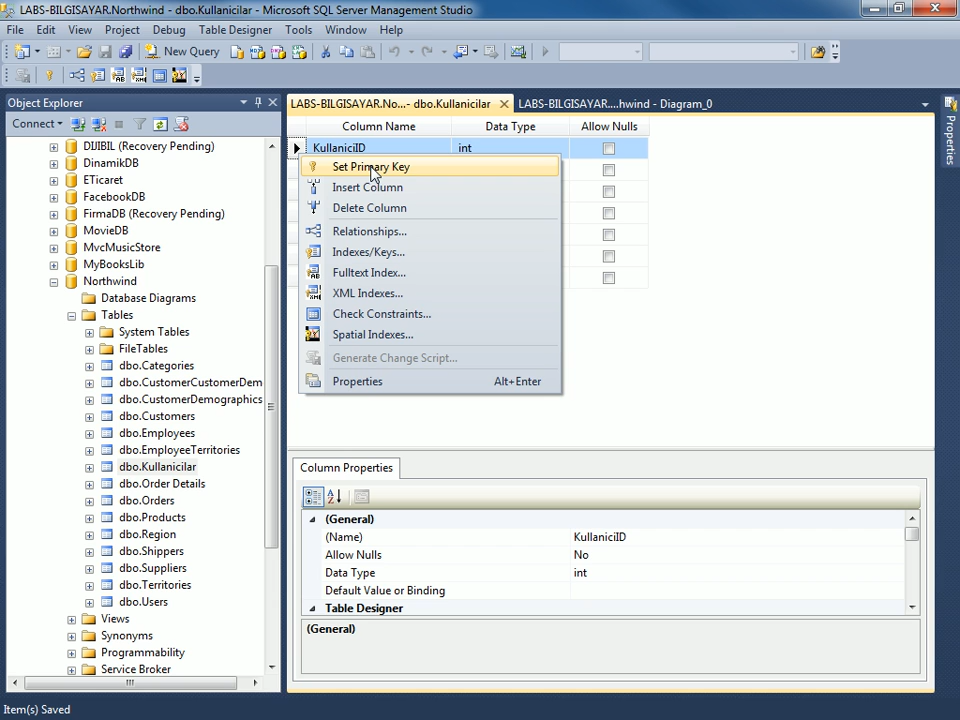 LABS-BILGISAYAR.Northwind - dbo.Kullanicilar - Microsoft SQL Server Management Studio
File Edit View Project Debug Table Designer Tools Window Help
New Query
Object Explorer
Connect
DIJIBIL (Recovery Pending)
DinamikDB
ETicaret
FacebookDB
FirmaDB (Recovery Pending)
MovieDB
MvcMusicStore
MyBooksLib
Northwind
Database Diagrams
Tables
System Tables
FileTables
dbo.Categories
dbo.CustomerCustomerDem
dbo.CustomerDemographics
dbo.Customers
dbo.Employees
dbo.EmployeeTerritories
dbo.Kullanicilar
dbo.Order Details
dbo.Orders
dbo.Products
dbo.Region
dbo.Shippers
dbo.Suppliers
dbo.Territories
dbo.Users
Views
Synonyms
Programmability
Service Broker
LABS-BILGISAYAR.No...- dbo.Kullanicilar
LABS-BILGISAYAR....hwind - Diagram_0
Column Name Data Type Allow Nulls
KullaniciID int
Set Primary Key
Insert Column
Delete Column
Relationships...
Indexes/Keys...
Fulltext Index...
XML Indexes...
Check Constraints...
Spatial Indexes...
Generate Change Script...
Properties Alt+Enter
Column Properties
(General)
(Name) KullaniciID
Allow Nulls No
Data Type int
Default Value or Binding
Table Designer
(General)
Properties
Item(s) Saved